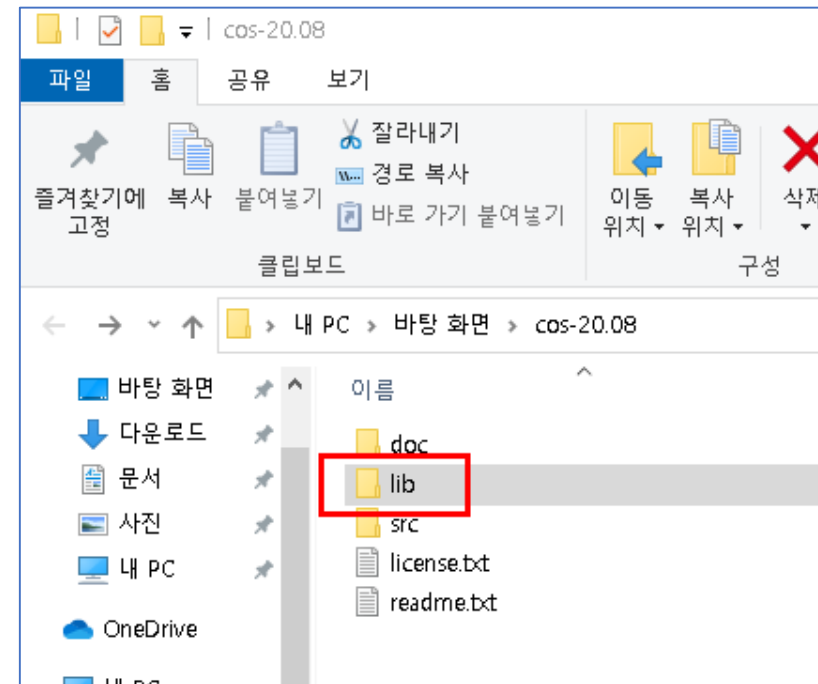 cos-20.08
파일 홈 공유 보기
즐겨찾기에 고정
복사
붙여넣기
잘라내기
경로 복사
바로 가기 붙여넣기
이동 위치
복사 위치
삭제
클립보드
구성
내 PC > 바탕 화면 > cos-20.08
바탕 화면
다운로드
문서
사진
내 PC
OneDrive
이름
doc
lib
src
license.txt
readme.txt